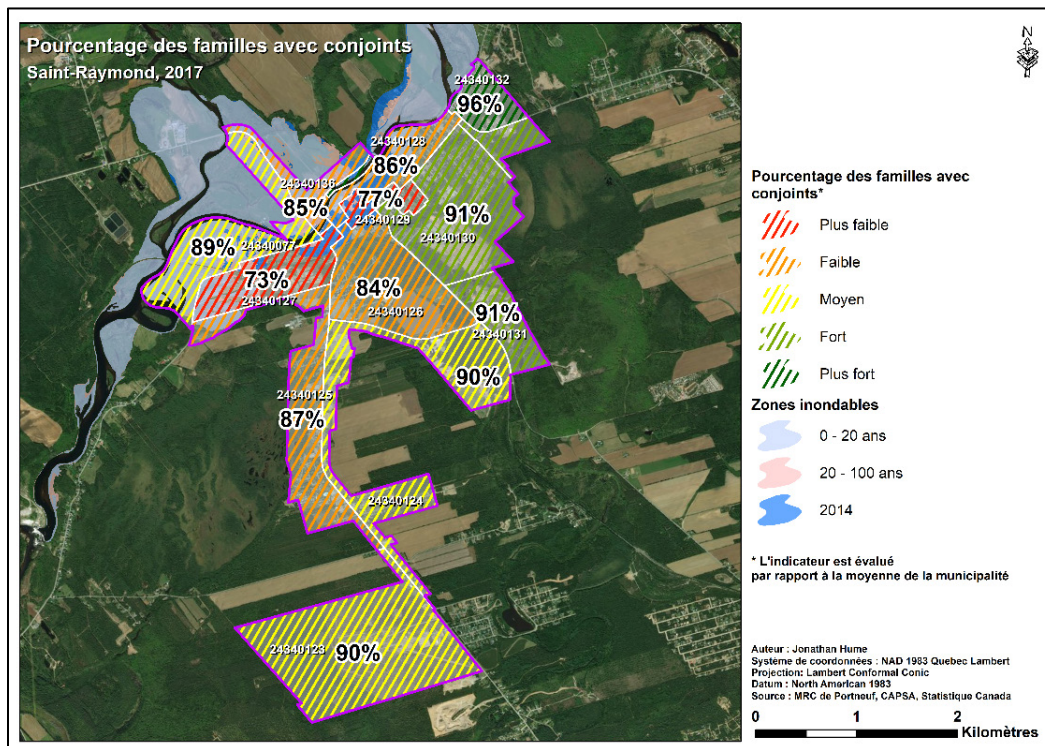 Pourcentage des familles avec conjoints
Saint-Raymond, 2017
N
24340132
96%
24340128
86%
24340136
85%
77%
24340129
91%
24340130
89%
24340077
73%
24340127
84%
24340126
91%
24340131
90%
24340125
87%
24340124
24340123
90%
Pourcentage des familles avec
conjoints*
Plus faible
Faible
Moyen
Fort
Plus fort
Zones inondables
0 - 20 ans
20 - 100 ans
2014
* L'indicateur est évalué
par rapport à la moyenne de la municipalité
Auteur : Jonathan Hume
Système de coordonnées : NAD 1983 Quebec Lambert
Projection: Lambert Conformal Conic
Datum : North American 1983
Source : MRC de Portneuf, CAPSA, Statistique Canada
0 1 2
Kilomètres